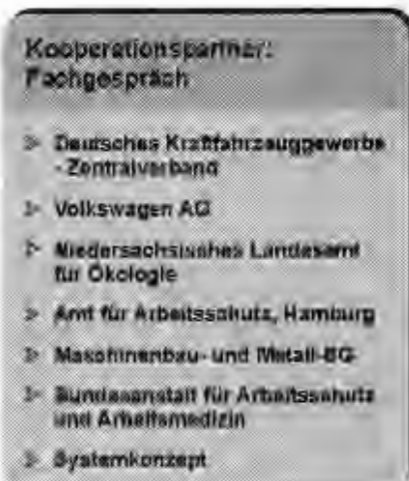 Kooperationspartner:
Fachgespräch
Deutsches Kraftfahrzeuggewerbe
- Zentralverband
Volkswagen AG
Niedersächsisches Landesamt
für Ökologie
Amt für Arbeitsschutz, Hamburg
Maschinenbau- und Metall-BG
Bundesanstalt für Arbeitsschutz
und Arbeitsmedizin
Systemkonzept